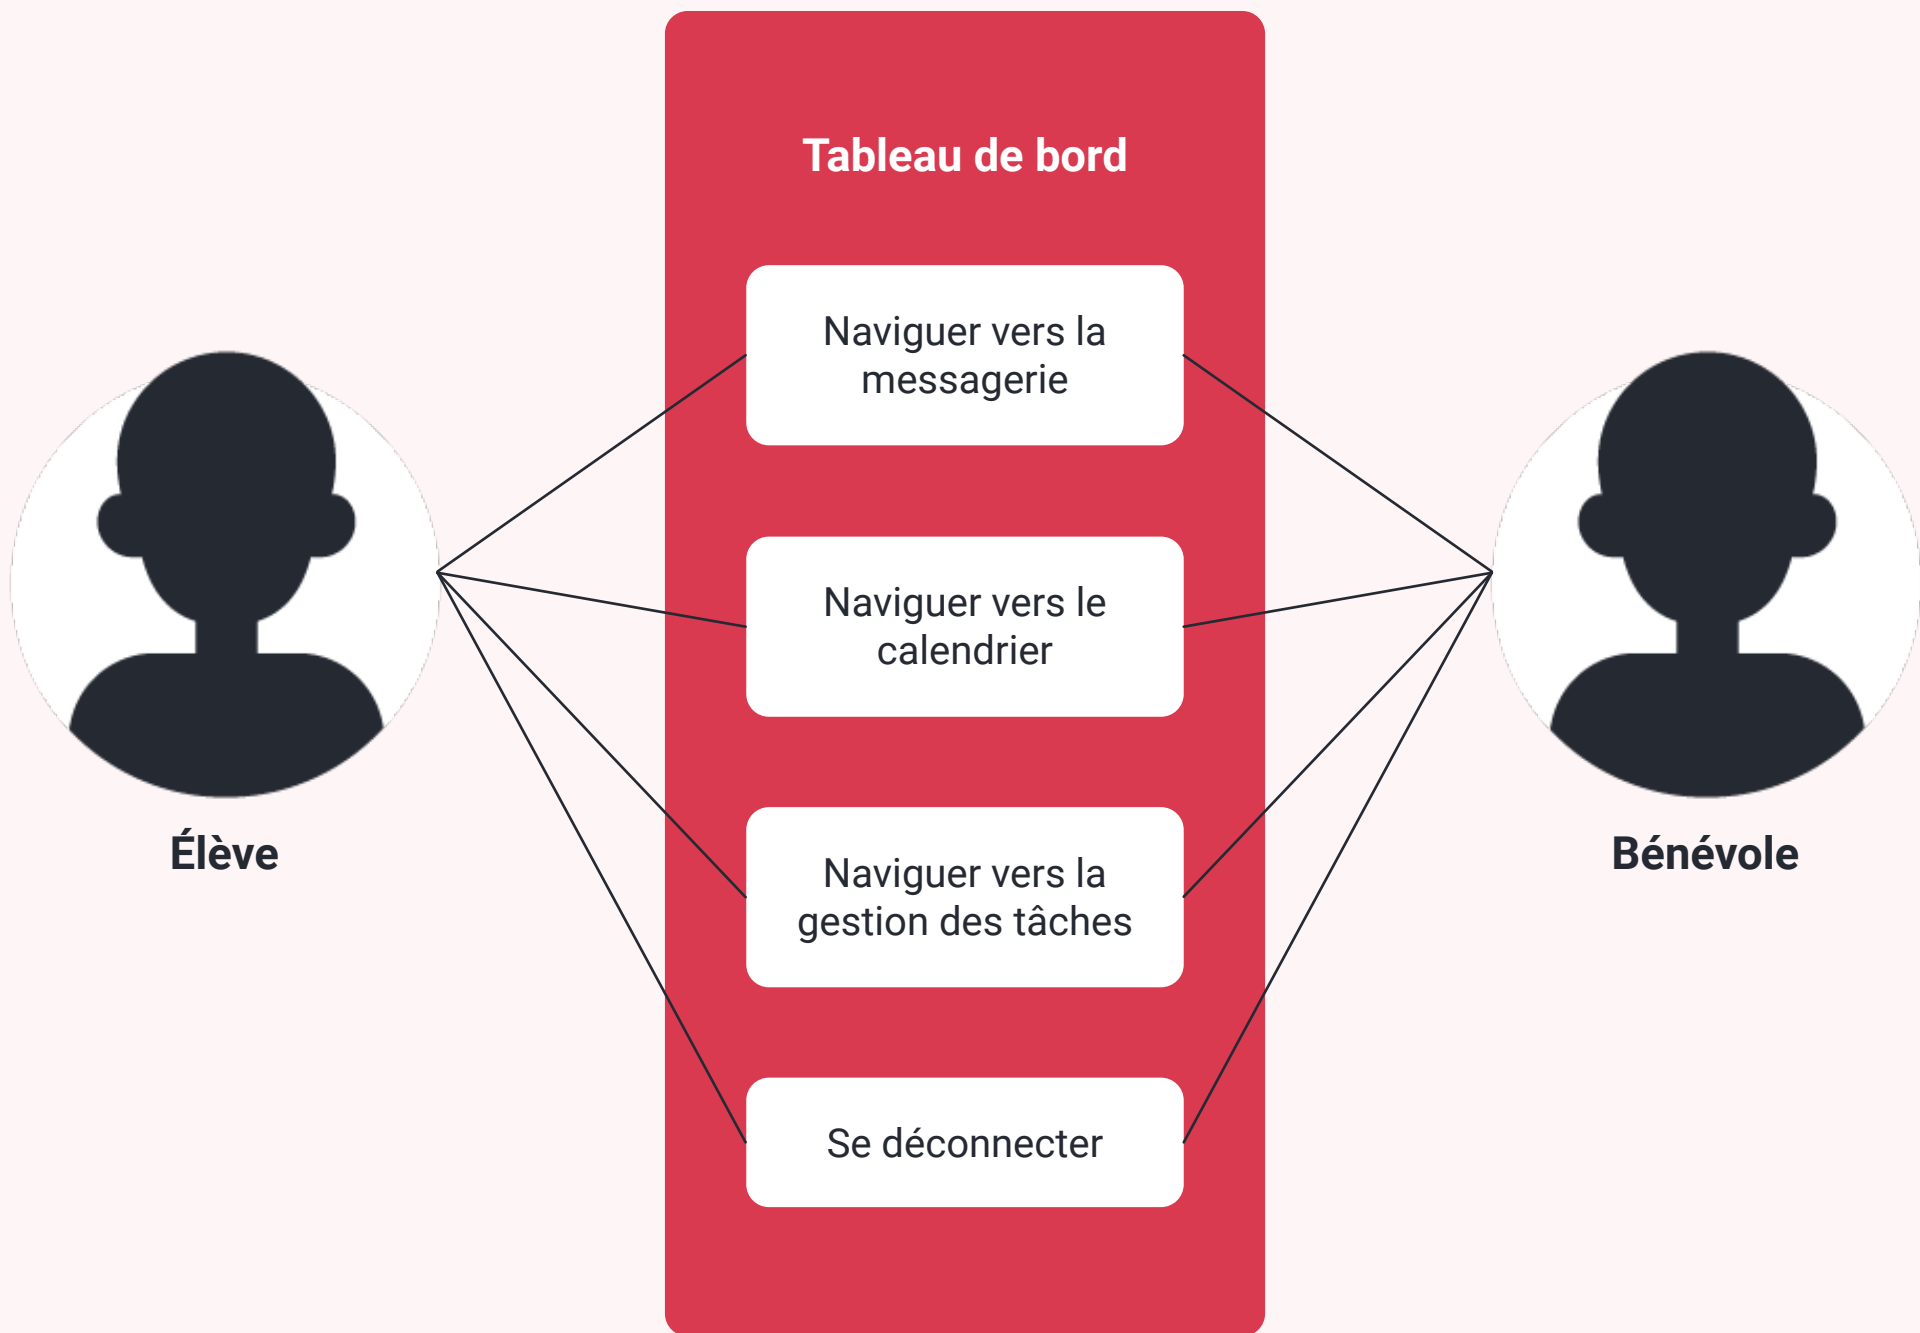 Tableau de bord
Naviguer vers la
messagerie
Naviguer vers le
calendrier
Naviguer vers la
gestion des tâches
Se déconnecter
Élève
Bénévole